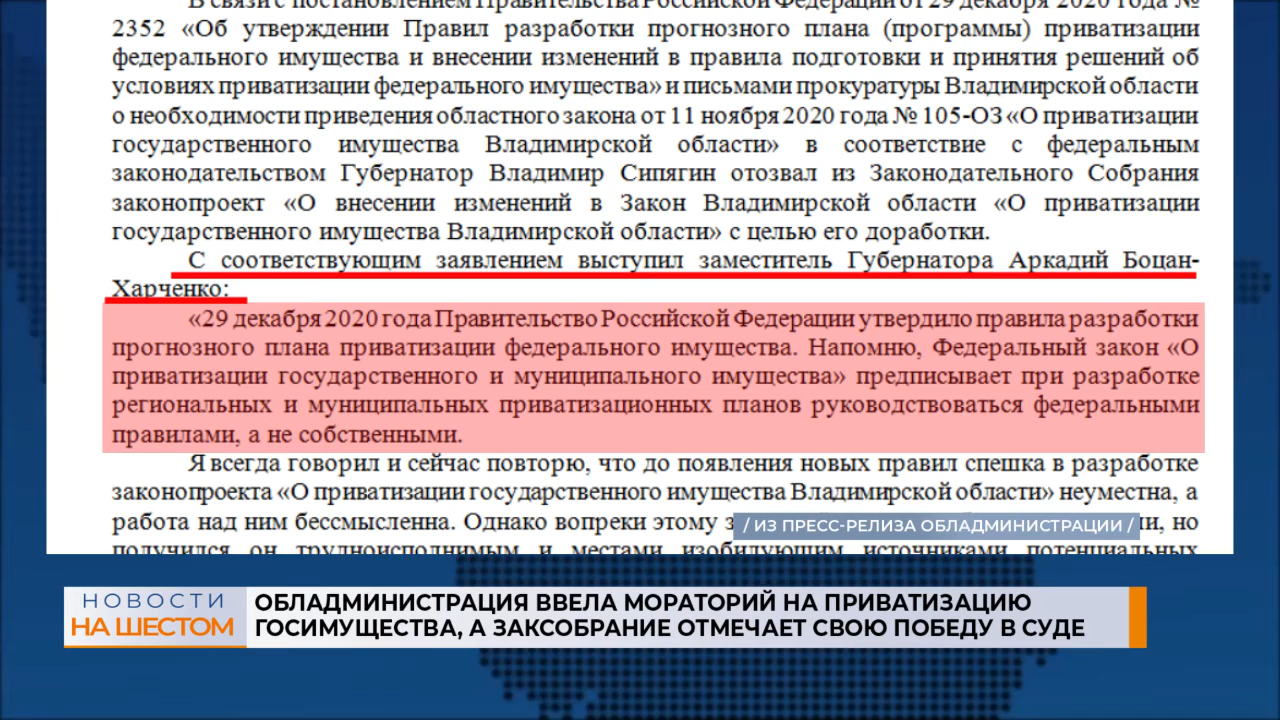 В связи с постановлением Правительства Российской Федерации от 29 декабря 2020 года №
2352 «Об утверждении Правил разработки прогнозного плана (программы) приватизации
федерального имущества и внесении изменений в правила подготовки и принятия решений об
условиях приватизации федерального имущества» и письмами прокуратуры Владимирской области
о необходимости приведения областного закона от 11 ноября 2020 года № 105-ОЗ «О приватизации
государственного имущества Владимирской области» в соответствие с федеральным
законодательством Губернатор Владимир Сипягин отозвал из Законодательного Собрания
законопроект «О внесении изменений в Закон Владимирской области «О приватизации
государственного имущества Владимирской области» с целью его доработки.
С соответствующим заявлением выступил заместитель Губернатора Аркадий Боцан-
Харченко:
«29 декабря 2020 года Правительство Российской Федерации утвердило правила разработки
прогнозного плана приватизации федерального имущества. Напомню, Федеральный закон «О
приватизации государственного и муниципального имущества» предписывает при разработке
региональных и муниципальных приватизационных планов руководствоваться федеральными
правилами, а не собственными.
Я всегда говорил и сейчас повторю, что до появления новых правил спешка в разработке
законопроекта «О приватизации государственного имущества Владимирской области» неуместна, а
работа над ним бессмысленна. Однако вопреки этому но
/ ИЗ ПРЕСС-РЕЛИЗА ОБЛАДМИНИСТРАЦИИ /
получился он трудноисполнимым и местами изобилующим источниками потенциальных
НОВОСТИ
НА ШЕСТОМ
ОБЛАДМИНИСТРАЦИЯ ВВЕЛА МОРАТОРИЙ НА ПРИВАТИЗАЦИЮ
ГОСИМУЩЕСТВА, А ЗАКСОБРАНИЕ ОТМЕЧАЕТ СВОЮ ПОБЕДУ В СУДЕ